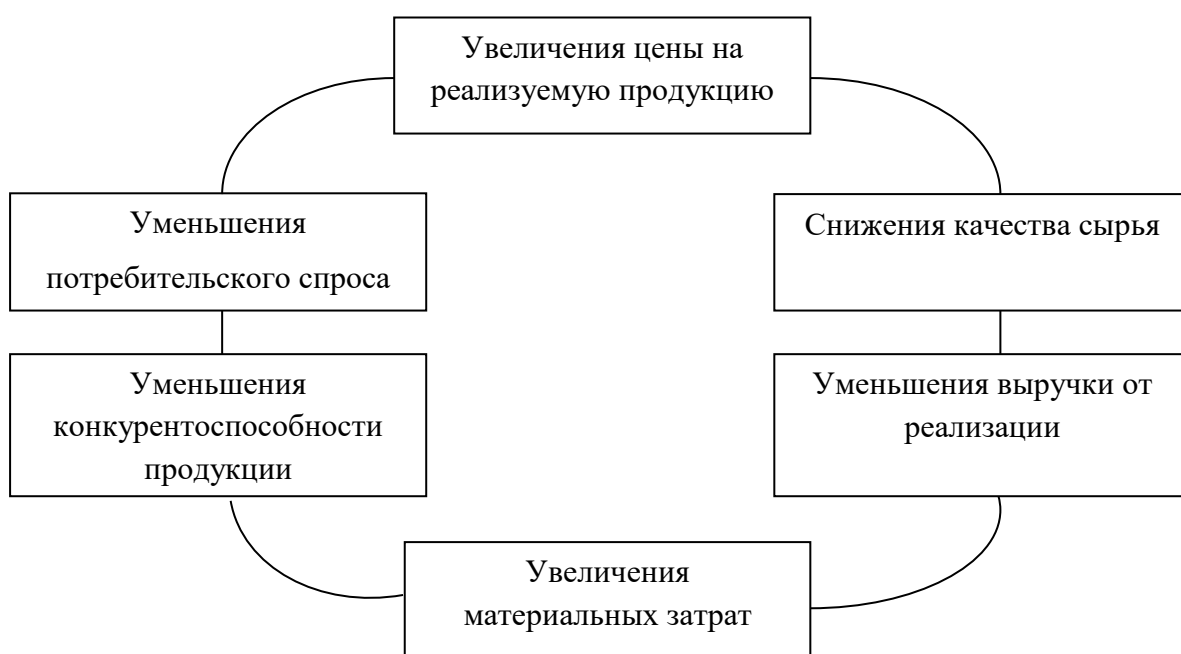 Увеличения цены на
реализуемую продукцию
Уменьшения
потребительского спроса
Снижения качества сырья
Уменьшения
конкурентоспособности
продукции
Уменьшения выручки от
реализации
Увеличения
материальных затрат